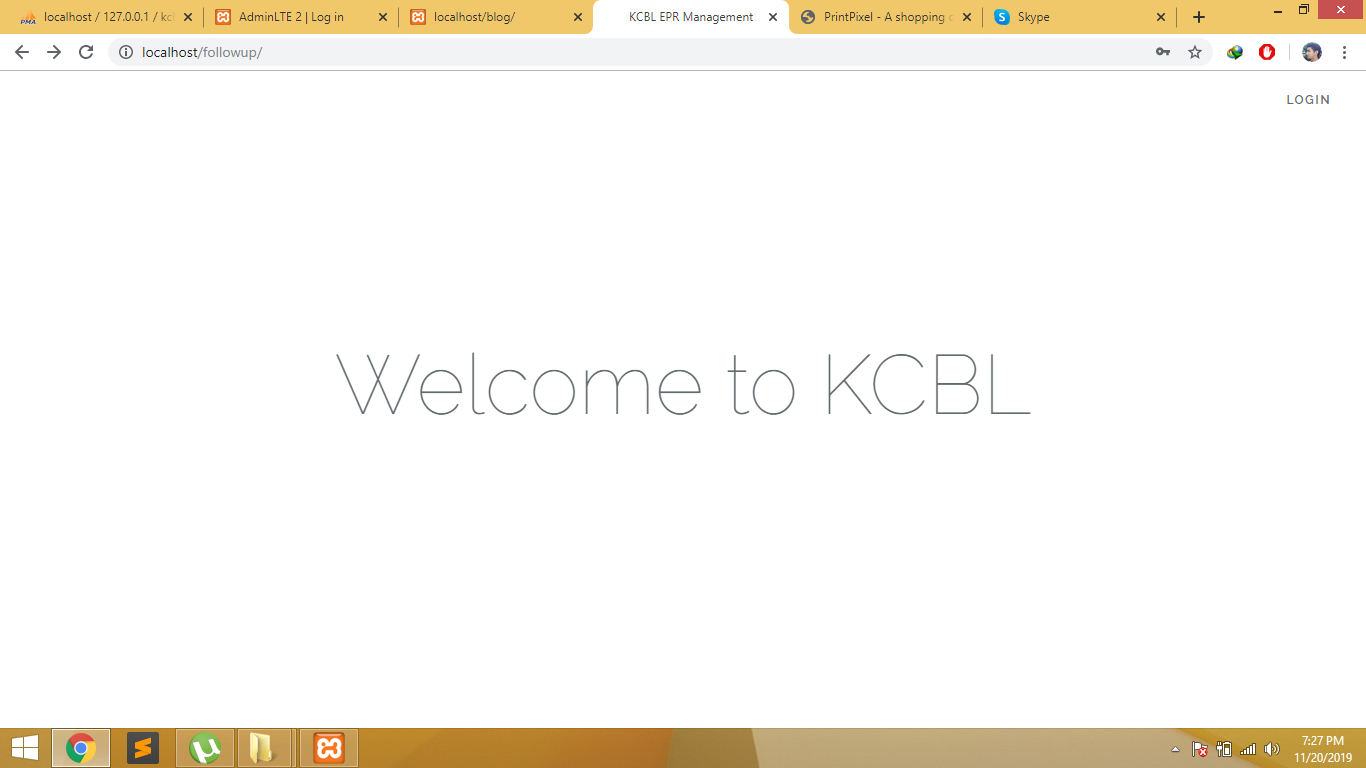 localhost / 127.0.0.1 / kcl
AdminLTE 2 | Log in
localhost/blog/
KCBL EPR Management
PrintPixel - A shopping
Skype
localhost/followup/
LOGIN
Welcome to KCBL
7:27 PM
11/20/2019